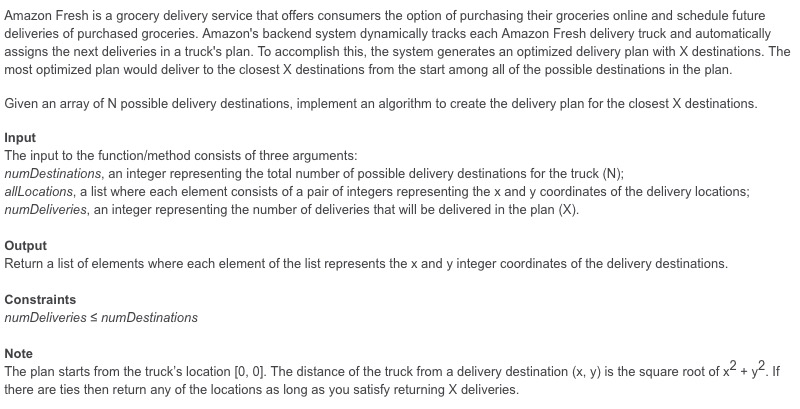 Amazon Fresh is a grocery delivery service that offers consumers the option of purchasing their groceries online and schedule future
deliveries of purchased groceries. Amazon's backend system dynamically tracks each Amazon Fresh delivery truck and automatically
assigns the next deliveries in a truck's plan. To accomplish this, the system generates an optimized delivery plan with X destinations. The
most optimized plan would deliver to the closest X destinations from the start among all of the possible destinations in the plan.
Given an array of N possible delivery destinations, implement an algorithm to create the delivery plan for the closest X destinations.
Input
The input to the function/method consists of three arguments:
numDestinations, an integer representing the total number of possible delivery destinations for the truck (N);
allLocations, a list where each element consists of a pair of integers representing the x and y coordinates of the delivery locations;
numDeliveries, an integer representing the number of deliveries that will be delivered in the plan (X).
Output
Return a list of elements where each element of the list represents the x and y integer coordinates of the delivery destinations.
Constraints
numDeliveries ≤ numDestinations
Note
The plan starts from the truck's location [0, 0]. The distance of the truck from a delivery destination (x, y) is the square root of x² + y². If
there are ties then return any of the locations as long as you satisfy returning X deliveries.